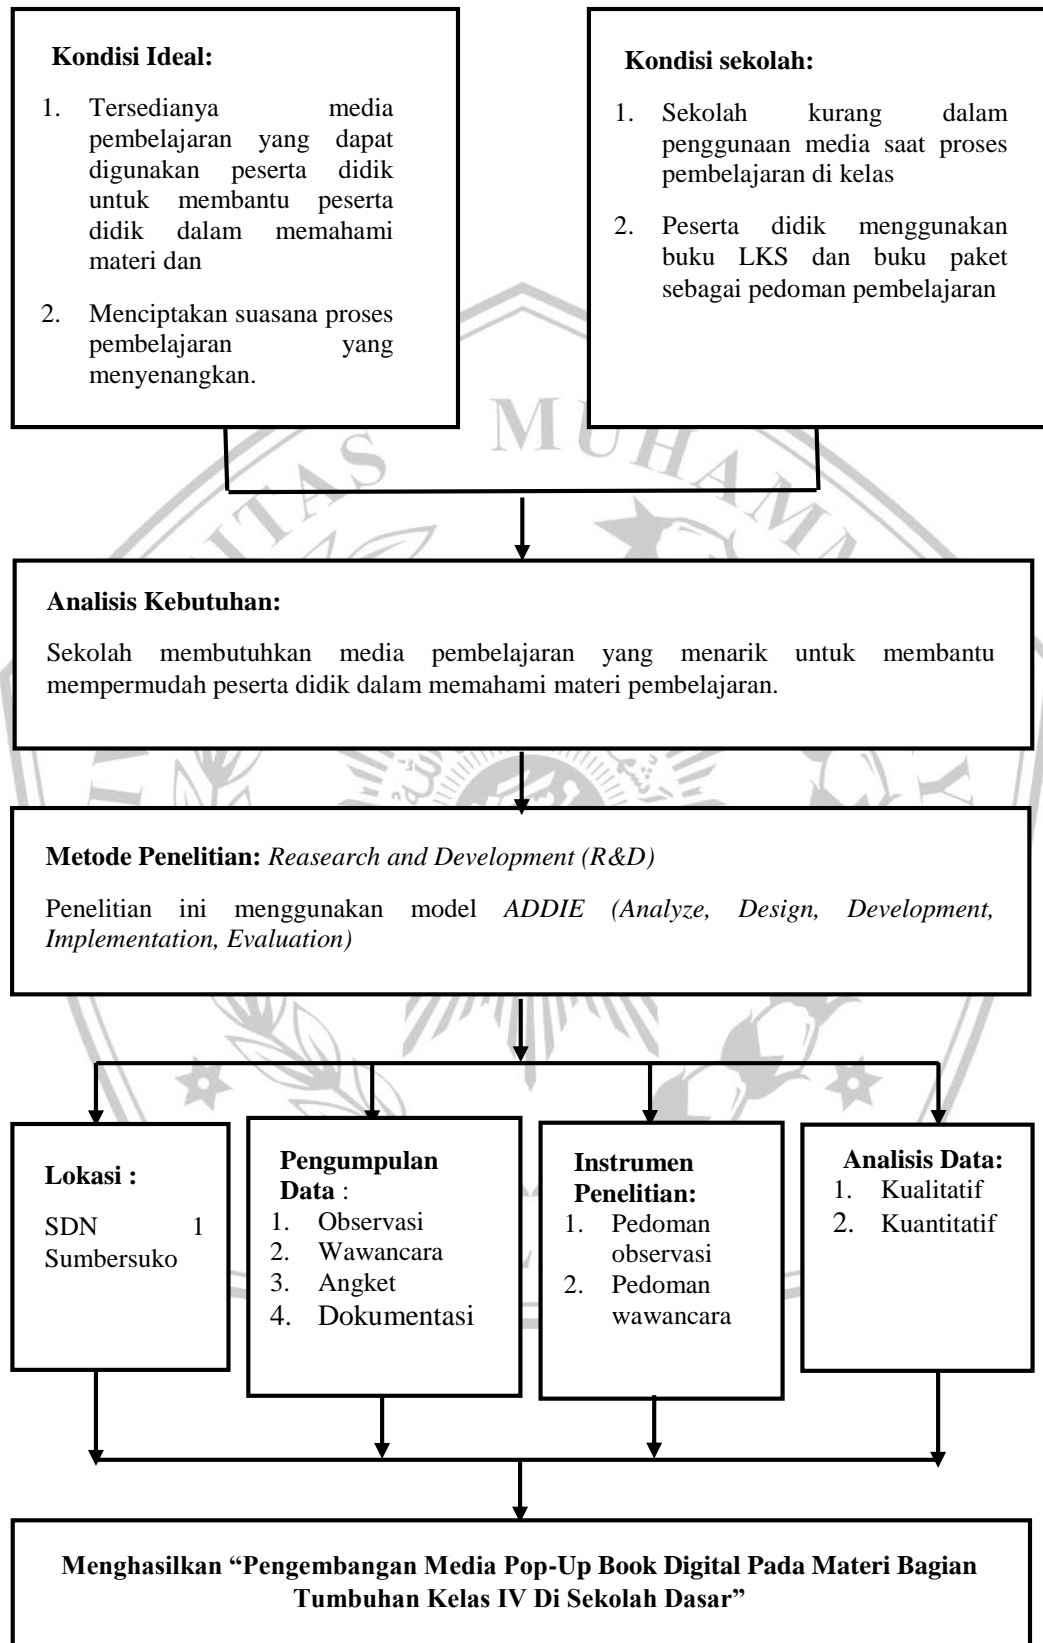 Kondisi Ideal:
1. Tersedianya media
pembelajaran yang dapat
digunakan peserta didik
untuk membantu peserta
didik dalam memahami
materi dan
2. Menciptakan suasana proses
pembelajaran yang
menyenangkan.
Kondisi sekolah:
1. Sekolah kurang dalam
penggunaan media saat proses
pembelajaran di kelas
2. Peserta didik menggunakan
buku LKS dan buku paket
sebagai pedoman pembelajaran
Analisis Kebutuhan:
Sekolah membutuhkan media pembelajaran yang menarik untuk membantu
mempermudah peserta didik dalam memahami materi pembelajaran.
Metode Penelitian: Reasearch and Development (R&D)
Penelitian ini menggunakan model ADDIE (Analyze, Design, Development,
Implementation, Evaluation)
Lokasi :
SDN 1
Sumbersuko
Pengumpulan
Data :
1. Observasi
2. Wawancara
3. Angket
4. Dokumentasi
Instrumen
Penelitian:
1. Pedoman
observasi
2. Pedoman
wawancara
Analisis Data:
1. Kualitatif
2. Kuantitatif
Menghasilkan “Pengembangan Media Pop-Up Book Digital Pada Materi Bagian
Tumbuhan Kelas IV Di Sekolah Dasar”